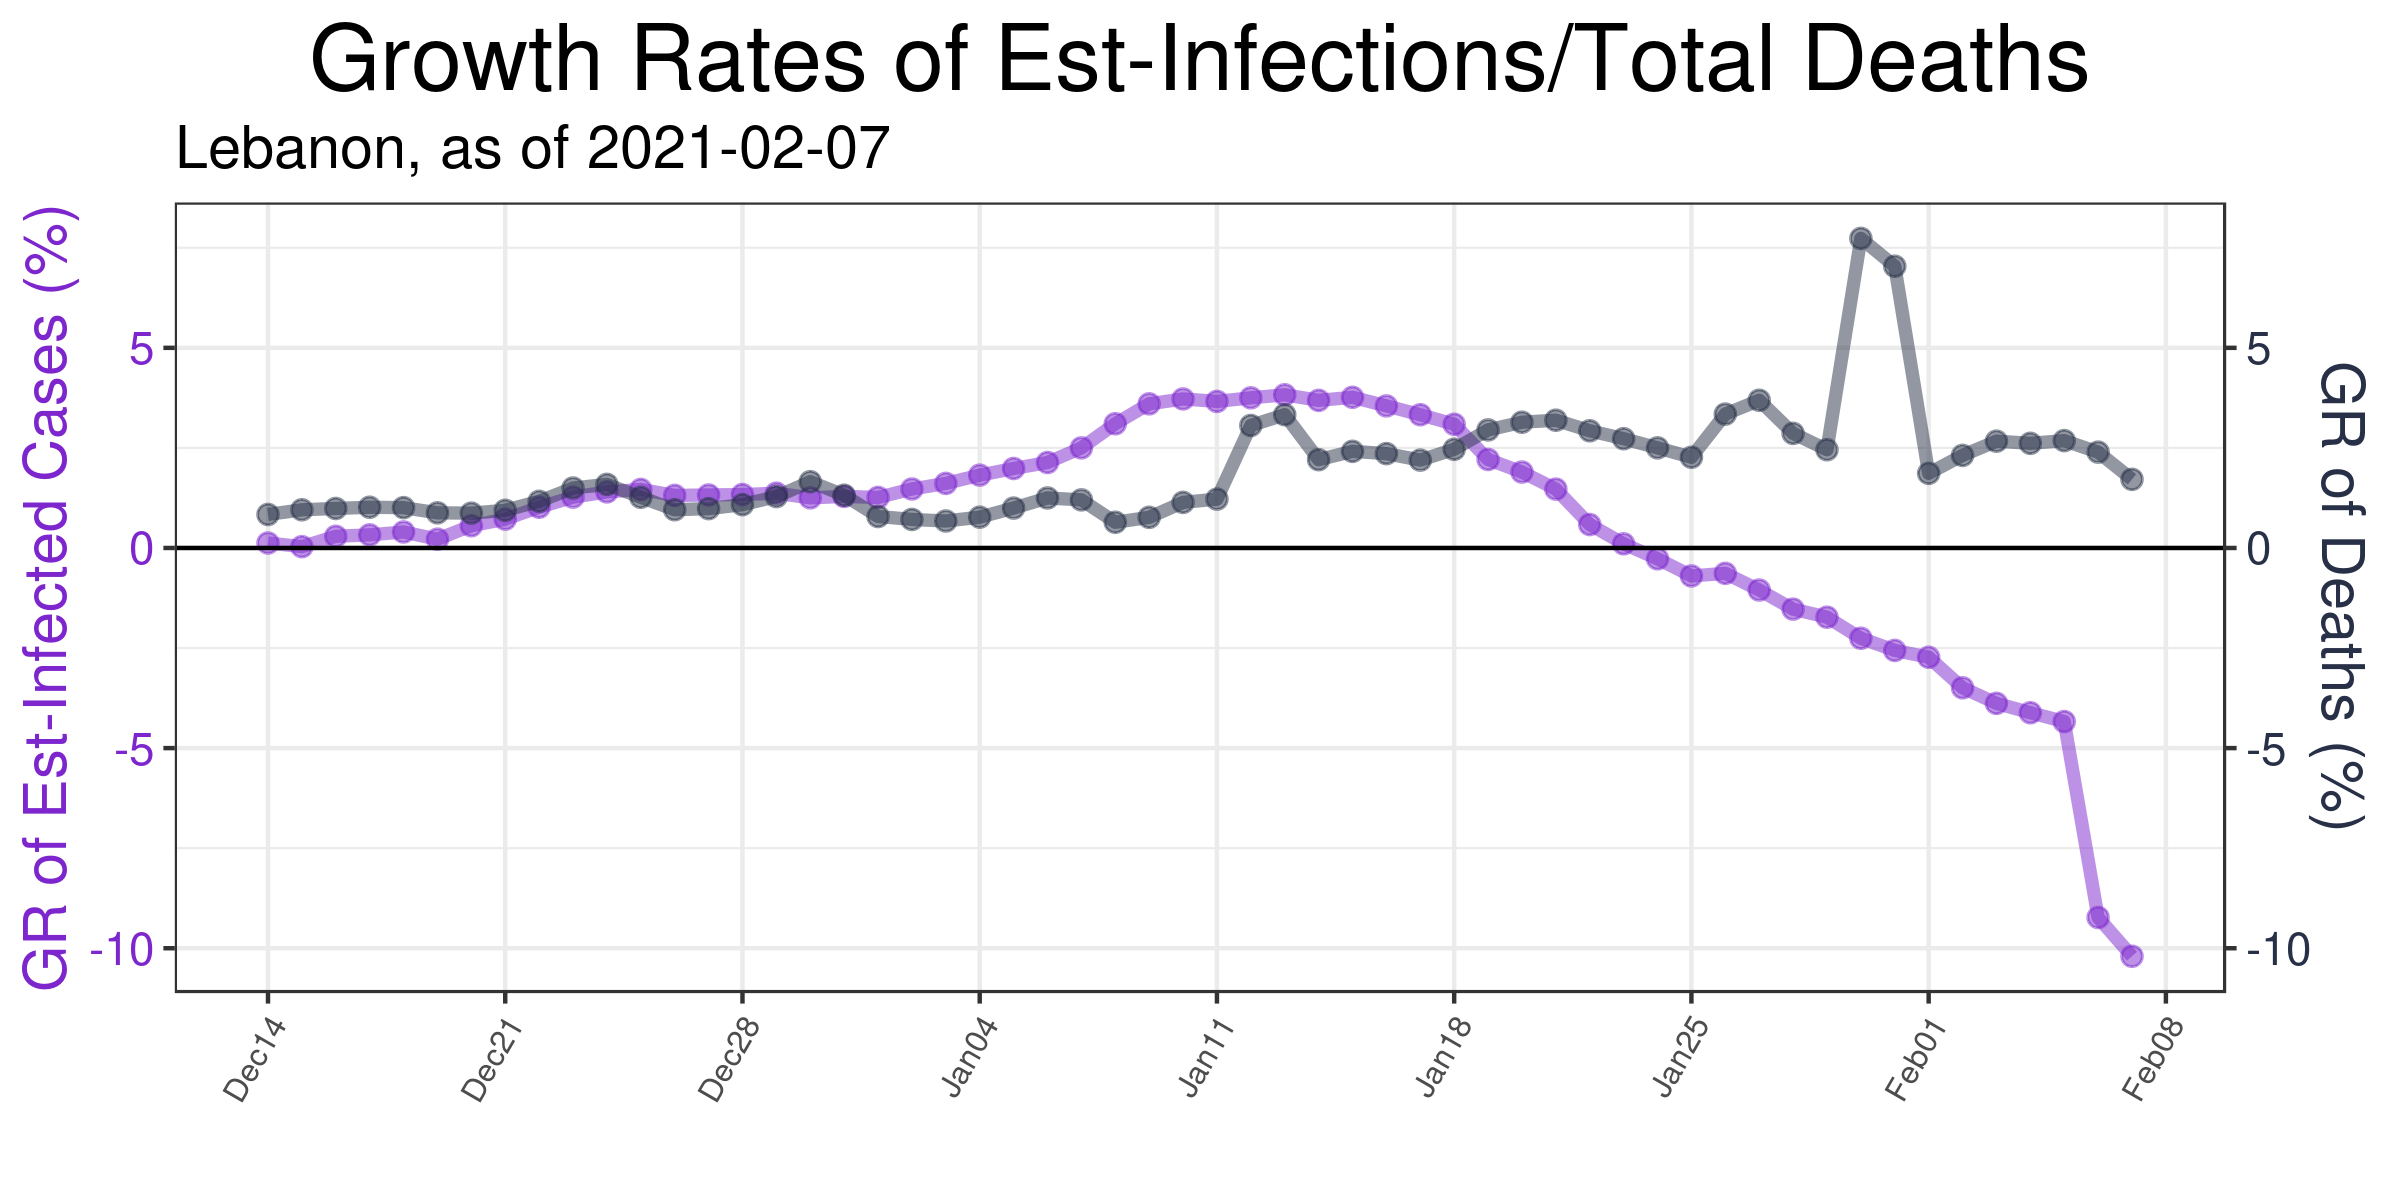 Growth Rates of Est-Infections/Total Deaths
Lebanon, as of 2021-02-07
GR of Est-Infected Cases (%)
5
0
-5
-10
5
0
-5
-10
GR of Deaths (%)
Dec14
Dec21
Dec28
Jan04
Jan11
Jan18
Jan25
Feb01
Feb08